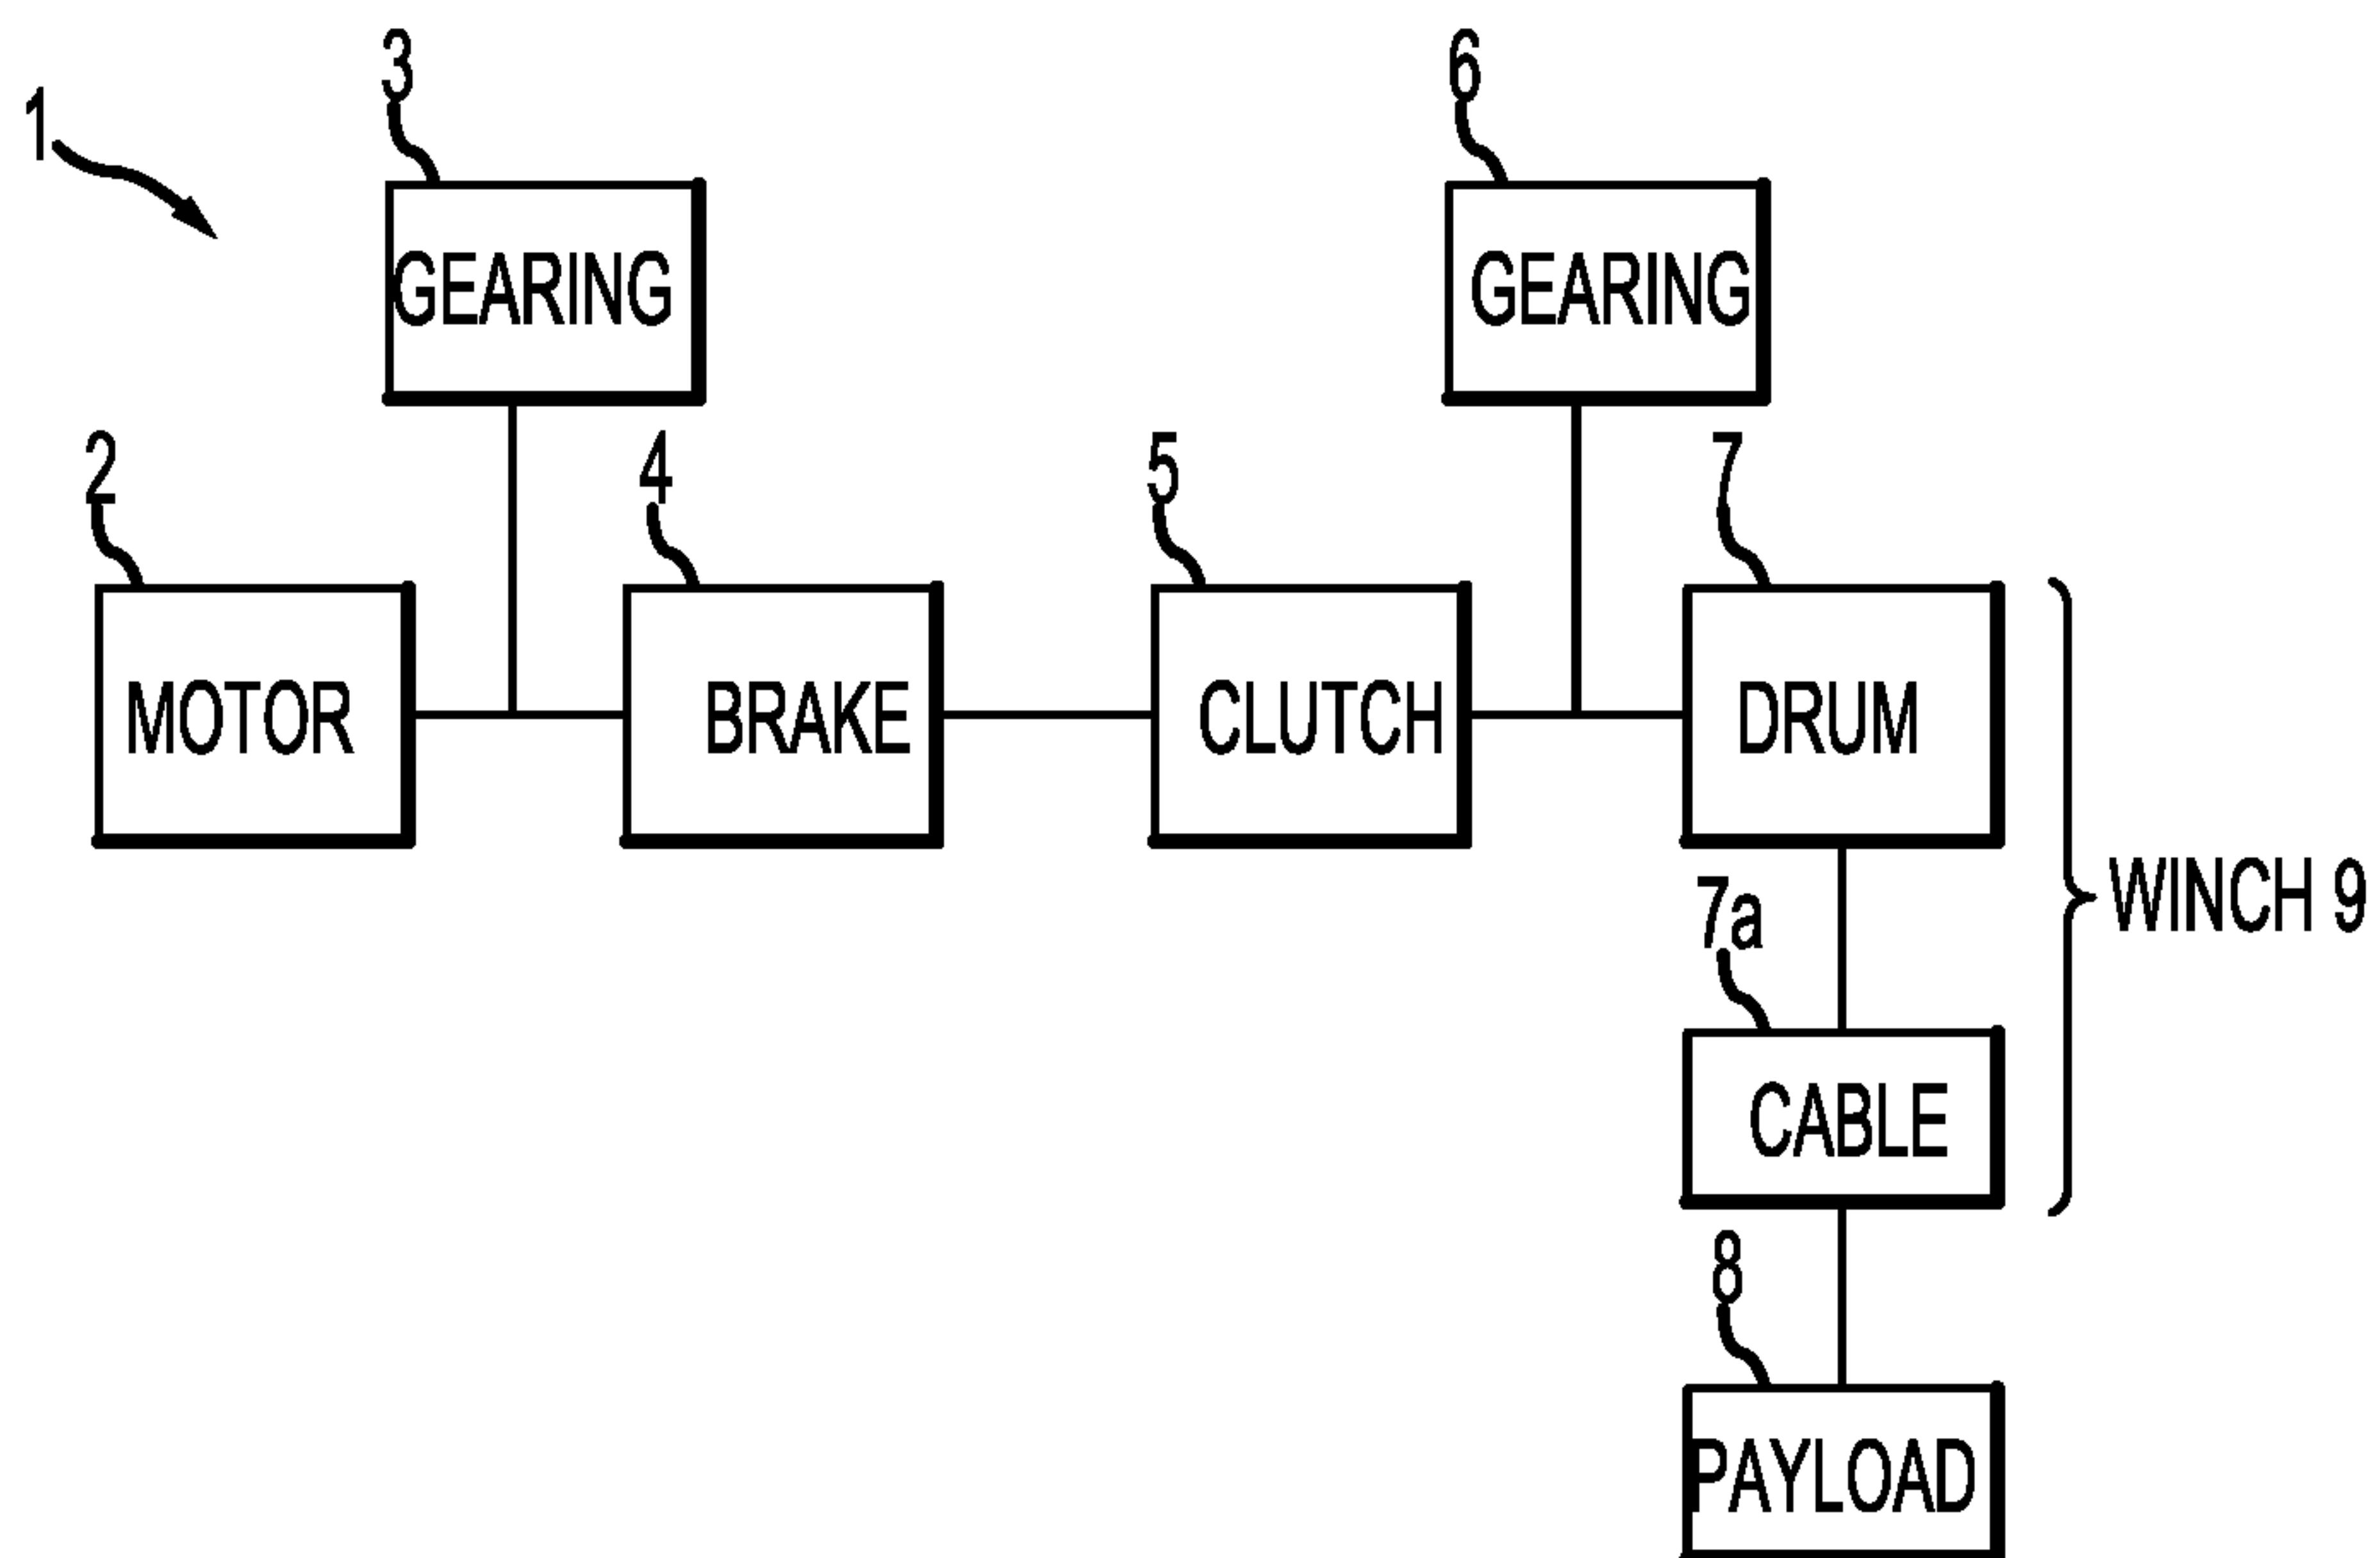 1
3
6
GEARING
GEARING
2
4
5
7
MOTOR
BRAKE
CLUTCH
DRUM
7a
WINCH 9
CABLE
8
PAYLOAD